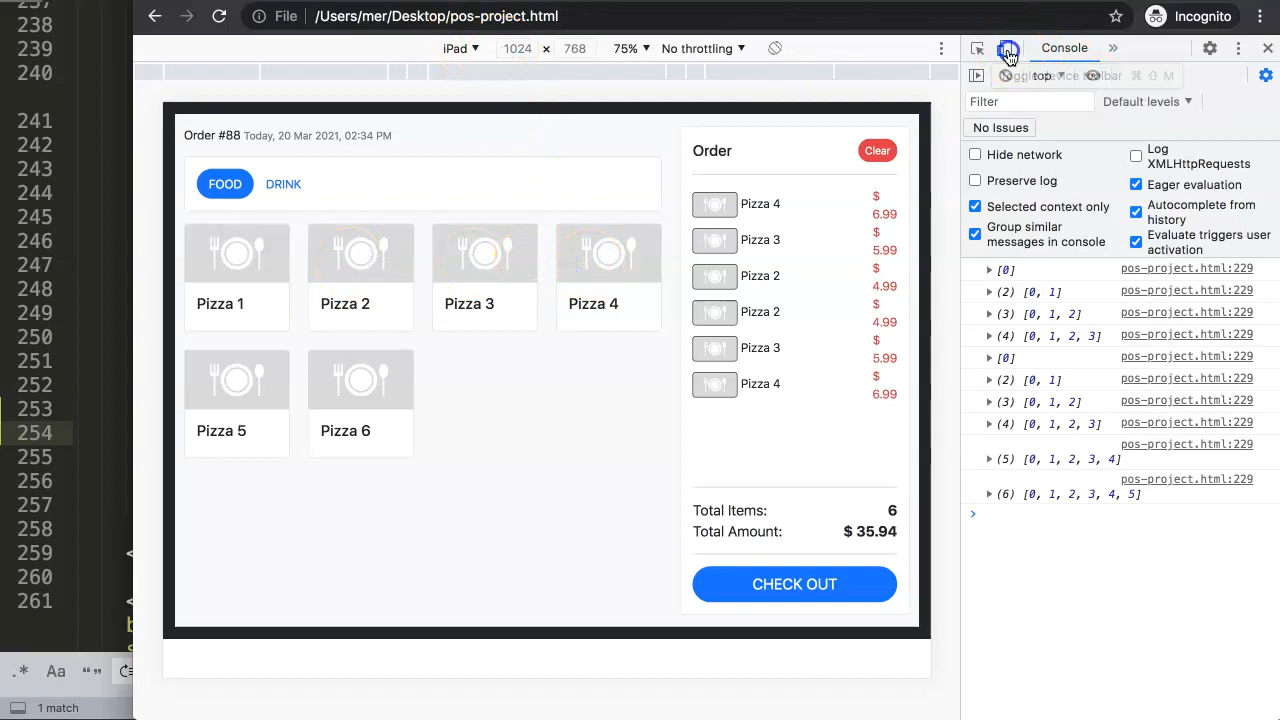 237
238
239
240
241
242
243
244
245
246
247
248
249
250
251
252
253
254
255
256
257
258
259
260
261
<
<
b
.* Aa “”
1 match
File /Users/mer/Desktop/pos-project.html Incognito
iPad 1024 × 768 75% No throttling
Order #88 Today, 20 Mar 2021, 02:34 PM
FOOD DRINK
Pizza 1 Pizza 2 Pizza 3 Pizza 4
Pizza 5 Pizza 6
Order Clear
Pizza 4 $ 6.99
Pizza 3 $ 5.99
Pizza 2 $ 4.99
Pizza 2 $ 4.99
Pizza 3 $ 5.99
Pizza 4 $ 6.99
Total Items: 6
Total Amount: $ 35.94
CHECK OUT
Console »
top
Toggle device toolbar ⌘ ⇧ M
Filter Default levels
No Issues
Hide network
Preserve log
Selected context only
Group similar
messages in console
Log
XMLHttpRequests
Eager evaluation
Autocomplete from
history
Evaluate triggers user
activation
[0] pos-project.html:229
(2) [0, 1] pos-project.html:229
(3) [0, 1, 2] pos-project.html:229
(4) [0, 1, 2, 3] pos-project.html:229
[0] pos-project.html:229
(2) [0, 1] pos-project.html:229
(3) [0, 1, 2] pos-project.html:229
(4) [0, 1, 2, 3] pos-project.html:229
pos-project.html:229
(5) [0, 1, 2, 3, 4]
pos-project.html:229
(6) [0, 1, 2, 3, 4, 5]